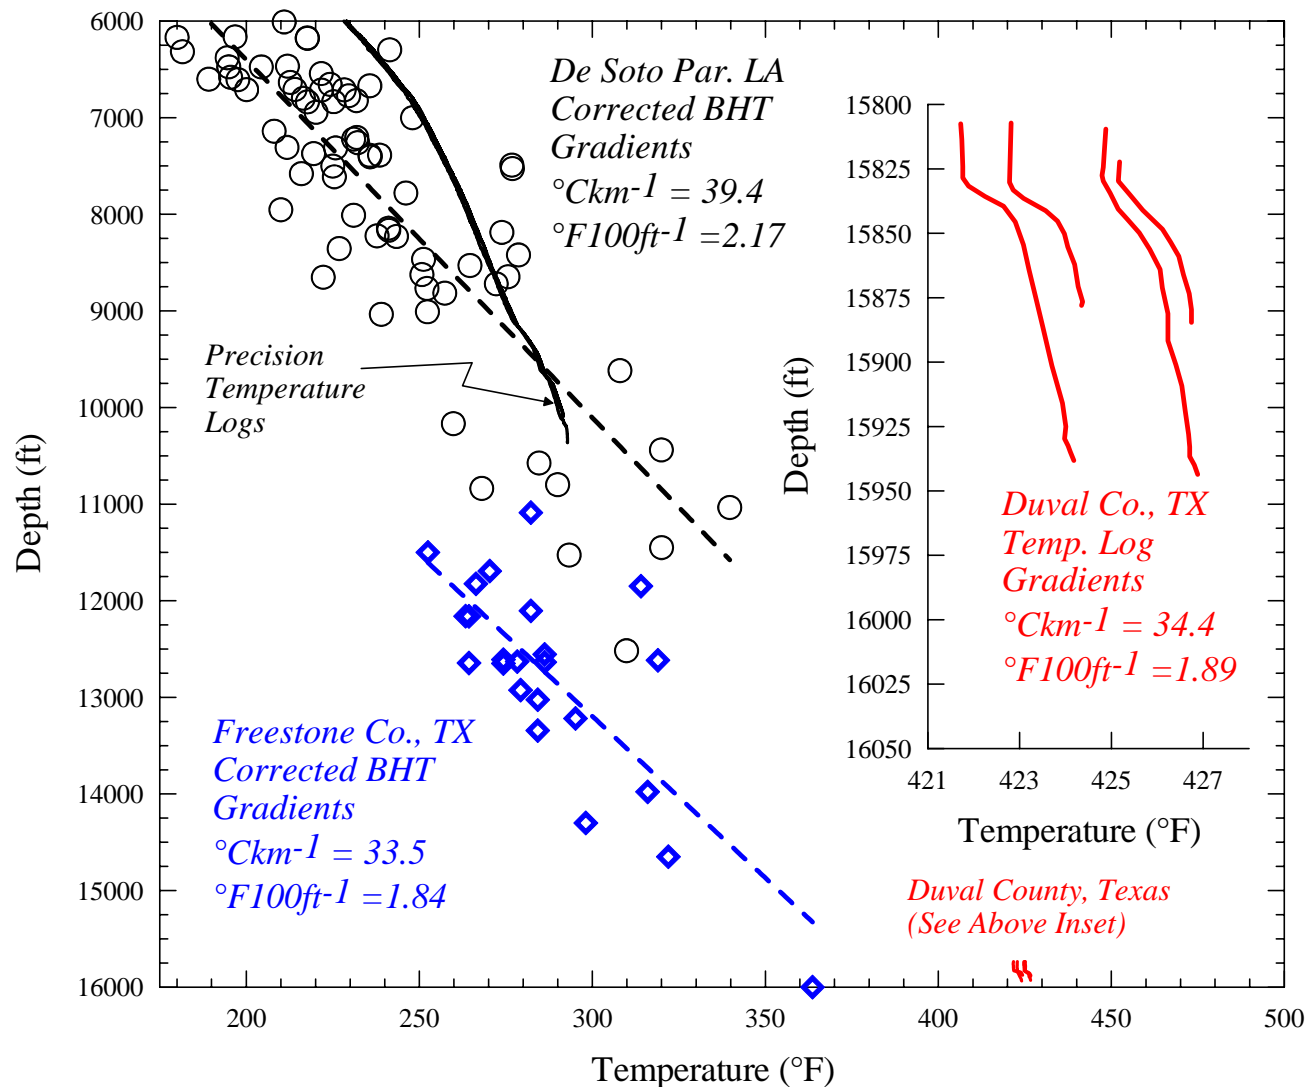 6000
7000
8000
9000
10000
11000
12000
13000
14000
15000
16000
Depth (ft)
200
250
300
350
400
450
500
Temperature (°F)
De Soto Par. LA
Corrected BHT
Gradients
°Ckm-1 = 39.4
°F100ft-1 =2.17
Precision
Temperature
Logs
Freestone Co., TX
Corrected BHT
Gradients
°Ckm-1 = 33.5
°F100ft-1 =1.84
15800
15825
15850
15875
15900
15925
15950
15975
16000
16025
16050
Depth (ft)
421
423
425
427
Temperature (°F)
Duval Co., TX
Temp. Log
Gradients
°Ckm-1 = 34.4
°F100ft-1 =1.89
Duval County, Texas
(See Above Inset)